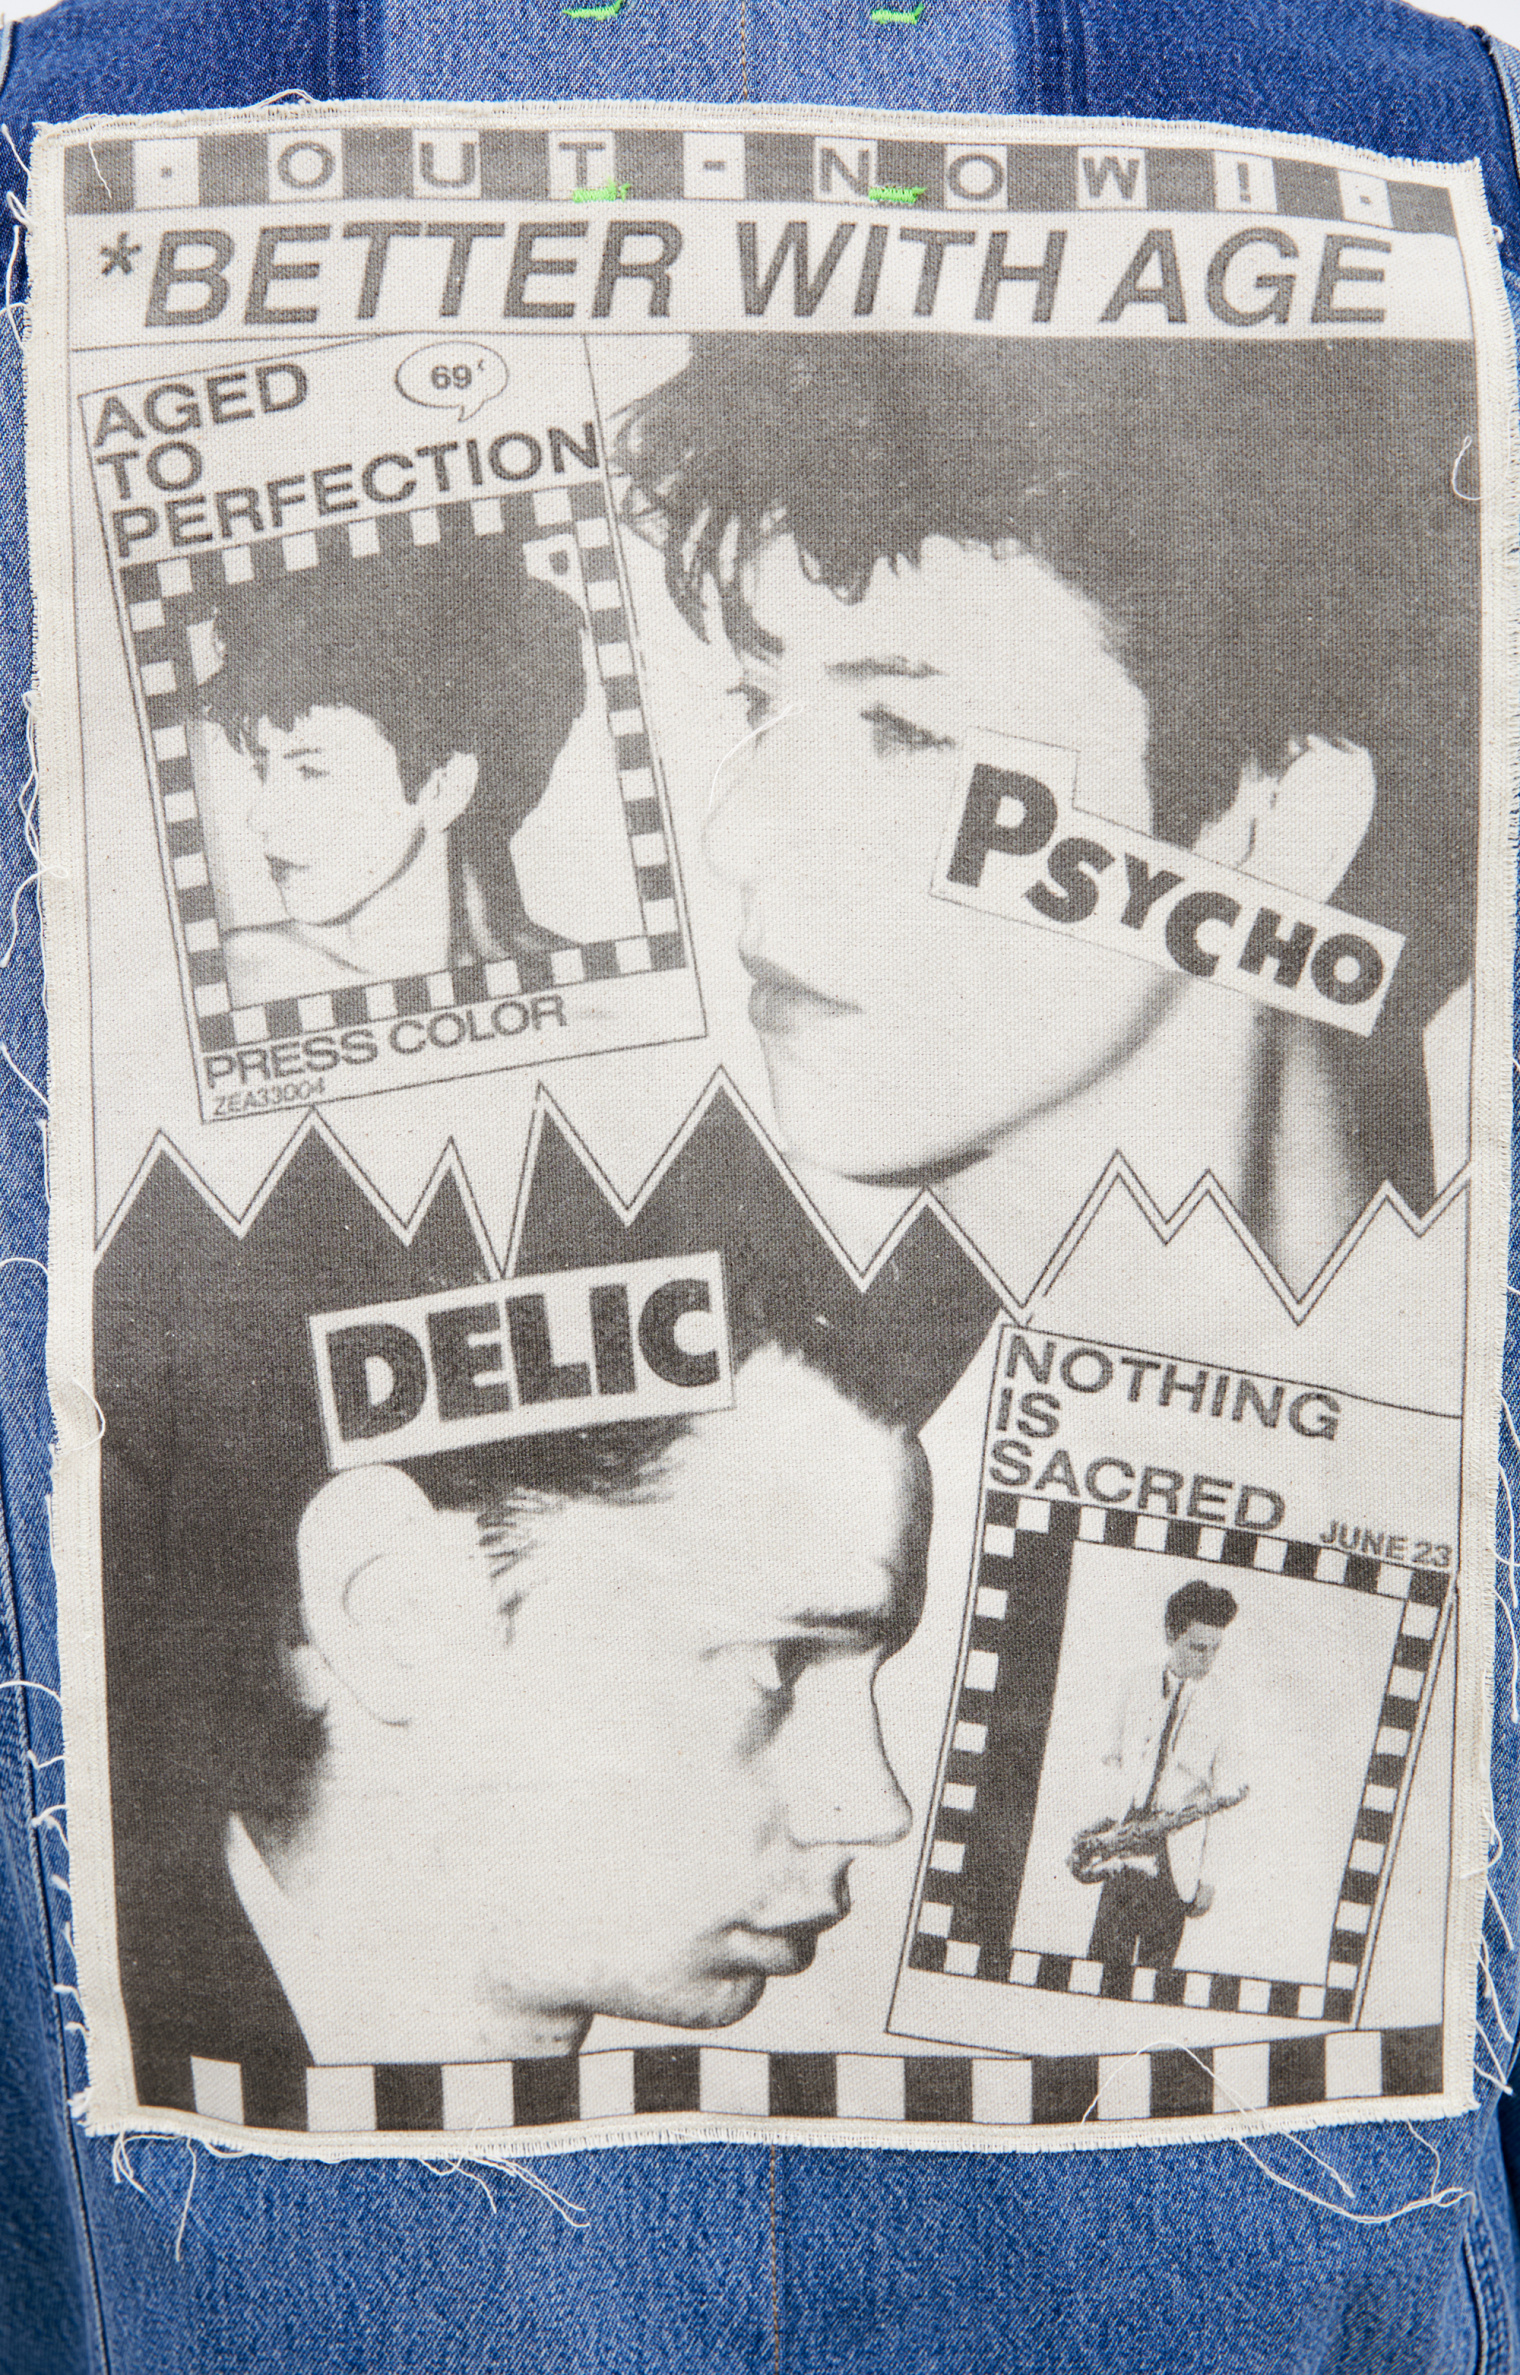 · OUT - NOW! ·
*BETTER WITH AGE
AGED
69‘
TO
PERFECTION
PRESS COLOR
ZEA33004
PSYCHO
DELIC
NOTHING
IS
SACRED
JUNE 23